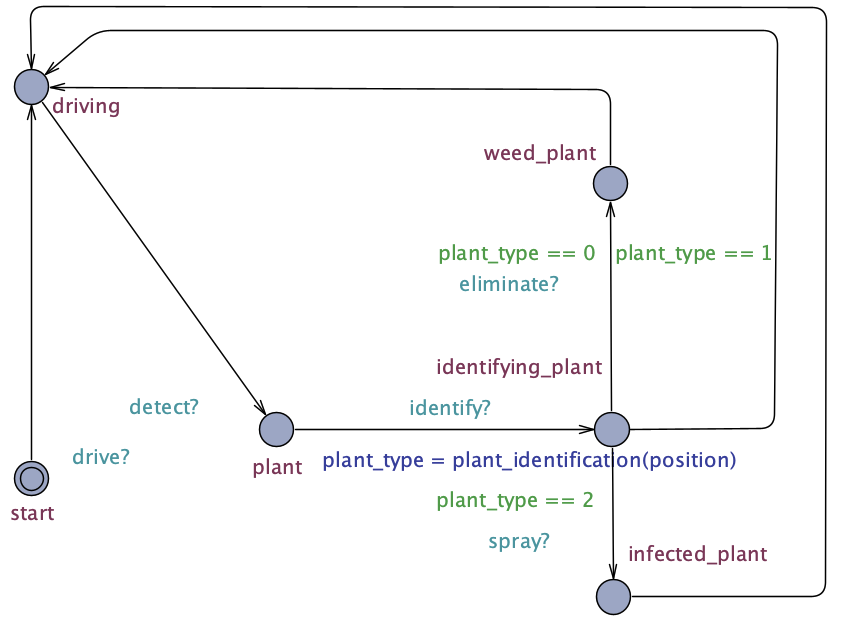 driving
weed_plant
plant_type == 0
plant_type == 1
eliminate?
identifying_plant
detect?
identify?
drive?
plant
plant_type = plant_identification(position)
plant_type == 2
start
spray?
infected_plant